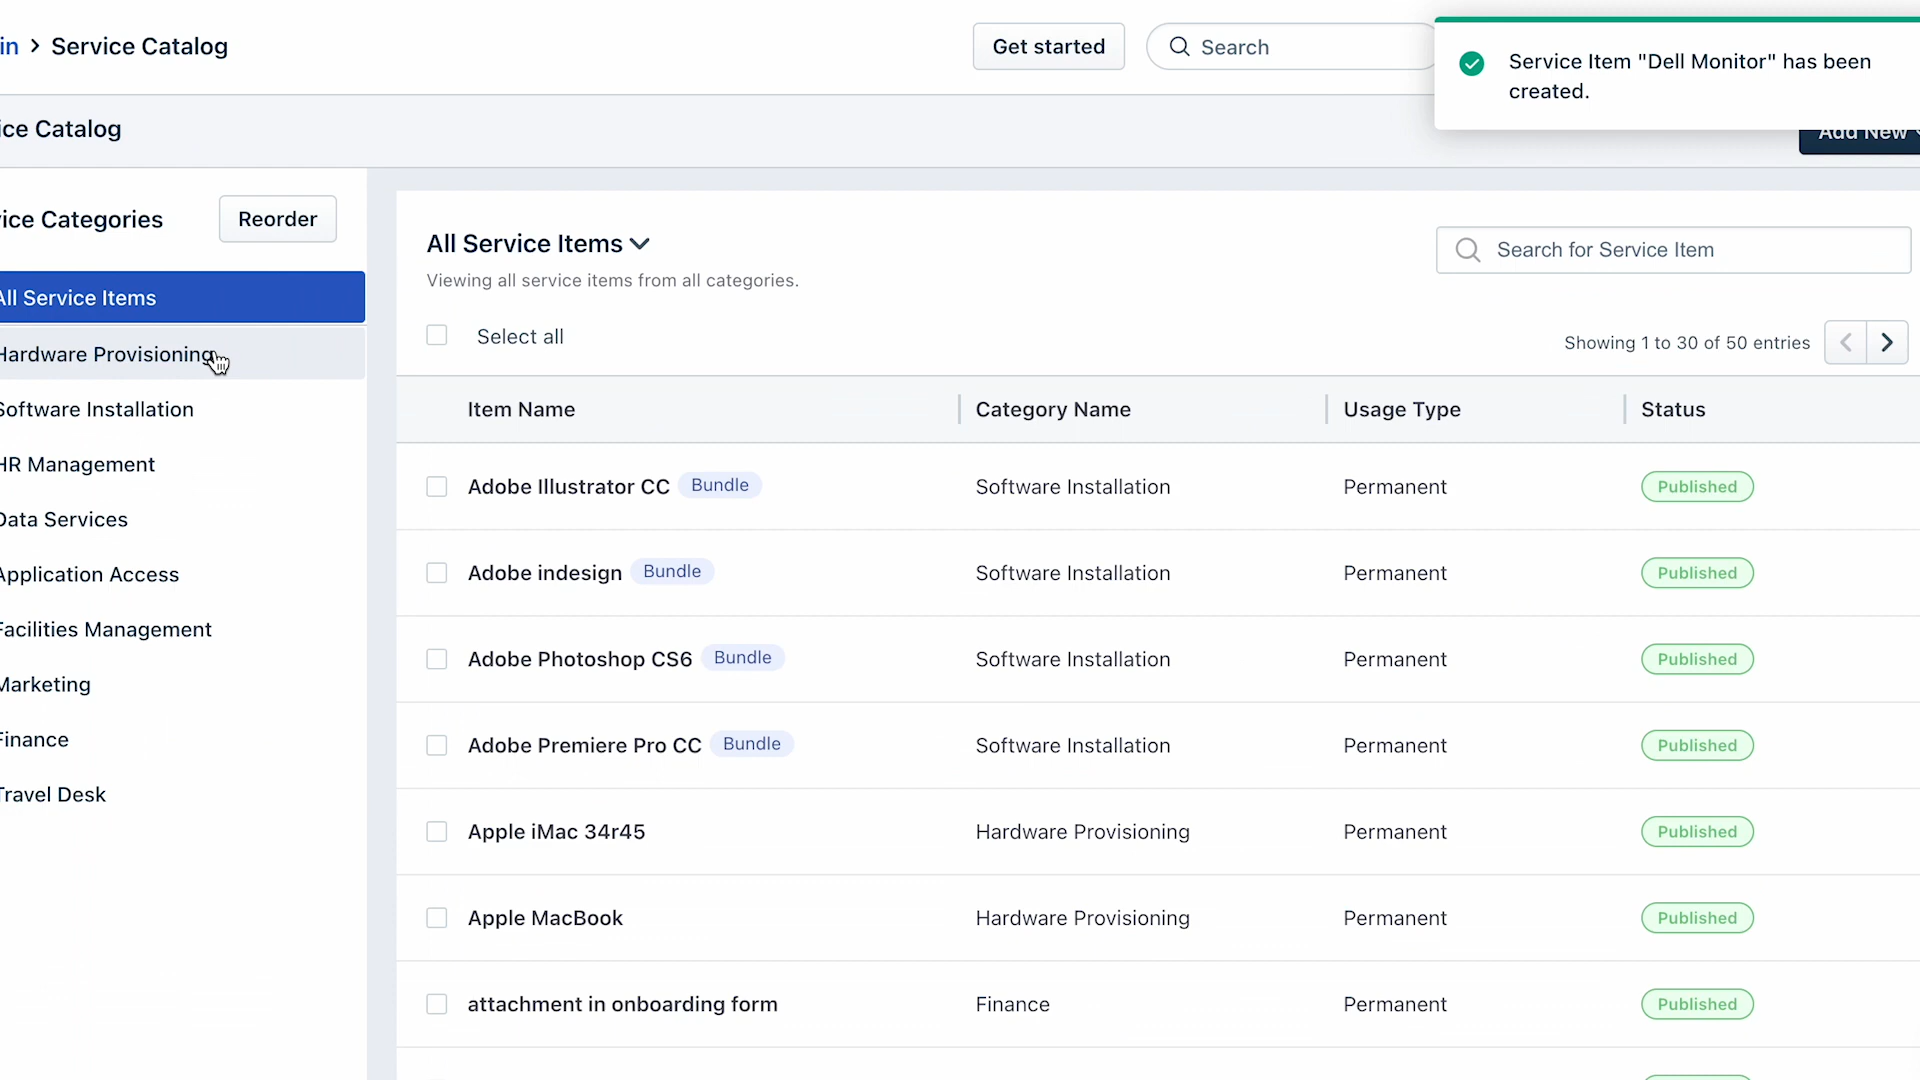 in > Service Catalog
Get started
Search
Service Item "Dell Monitor" has been
created.
ice Catalog
Add New
ice Categories
Reorder
All Service Items
Hardware Provisioning
Software Installation
HR Management
Data Services
Application Access
Facilities Management
Marketing
Finance
Travel Desk
All Service Items
Viewing all service items from all categories.
Search for Service Item
Select all
Showing 1 to 30 of 50 entries
Item Name Category Name Usage Type Status
Adobe Illustrator CC Bundle Software Installation Permanent Published
Adobe indesign Bundle Software Installation Permanent Published
Adobe Photoshop CS6 Bundle Software Installation Permanent Published
Adobe Premiere Pro CC Bundle Software Installation Permanent Published
Apple iMac 34r45 Hardware Provisioning Permanent Published
Apple MacBook Hardware Provisioning Permanent Published
attachment in onboarding form Finance Permanent Published